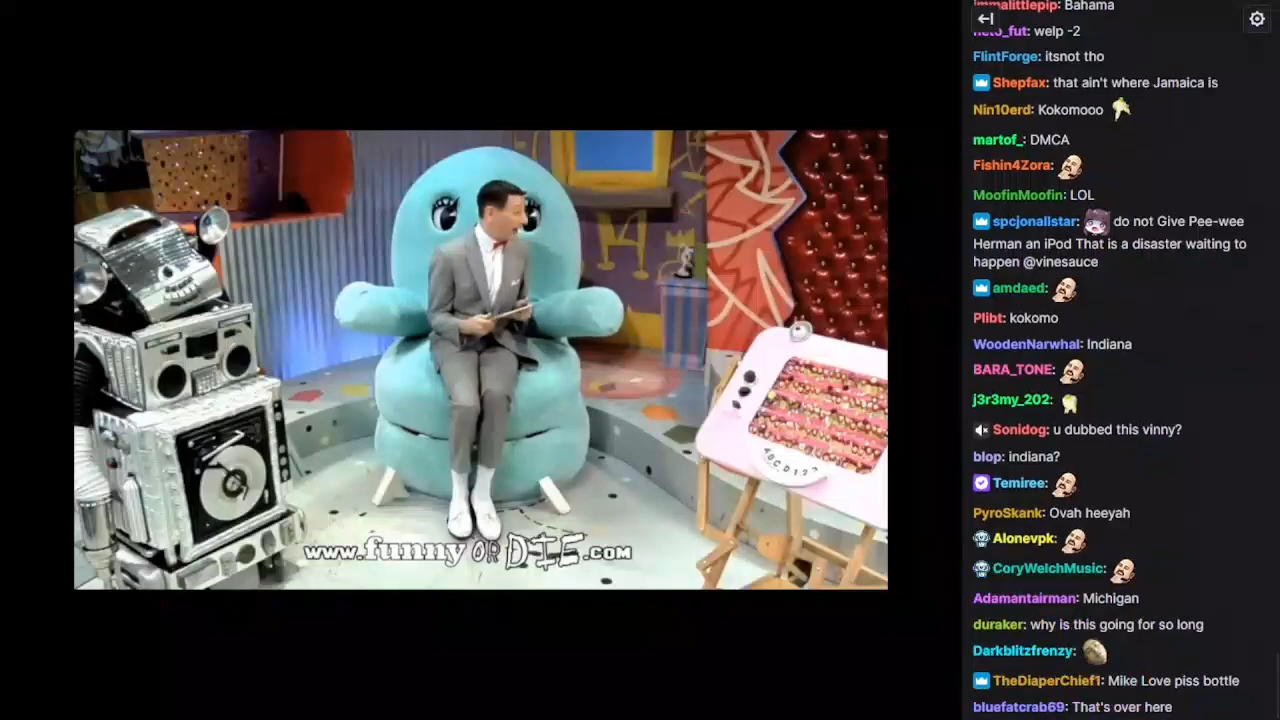 immalittlepip: Bahama
neto_fut: welp -2
FlintForge: itsnot tho
Shepfax: that ain't where Jamaica is
Nin10erd: Kokomooo
martof_: DMCA
Fishin4Zora:
MoofinMoofin: LOL
spcjonallstar: do not Give Pee-wee
Herman an iPod That is a disaster waiting to
happen @vinesauce
amdaed:
Plibt: kokomo
WoodenNarwhal: Indiana
BARA_TONE:
j3r3my_202:
Sonidog: u dubbed this vinny?
blop: indiana?
Temiree:
PyroSkank: Ovah heeyah
Alonevpk:
CoryWelchMusic:
Adamantairman: Michigan
duraker: why is this going for so long
Darkblitzfrenzy:
TheDiaperChief1: Mike Love piss bottle
bluefatcrab69: That's over here
www.funnyORDIE.com